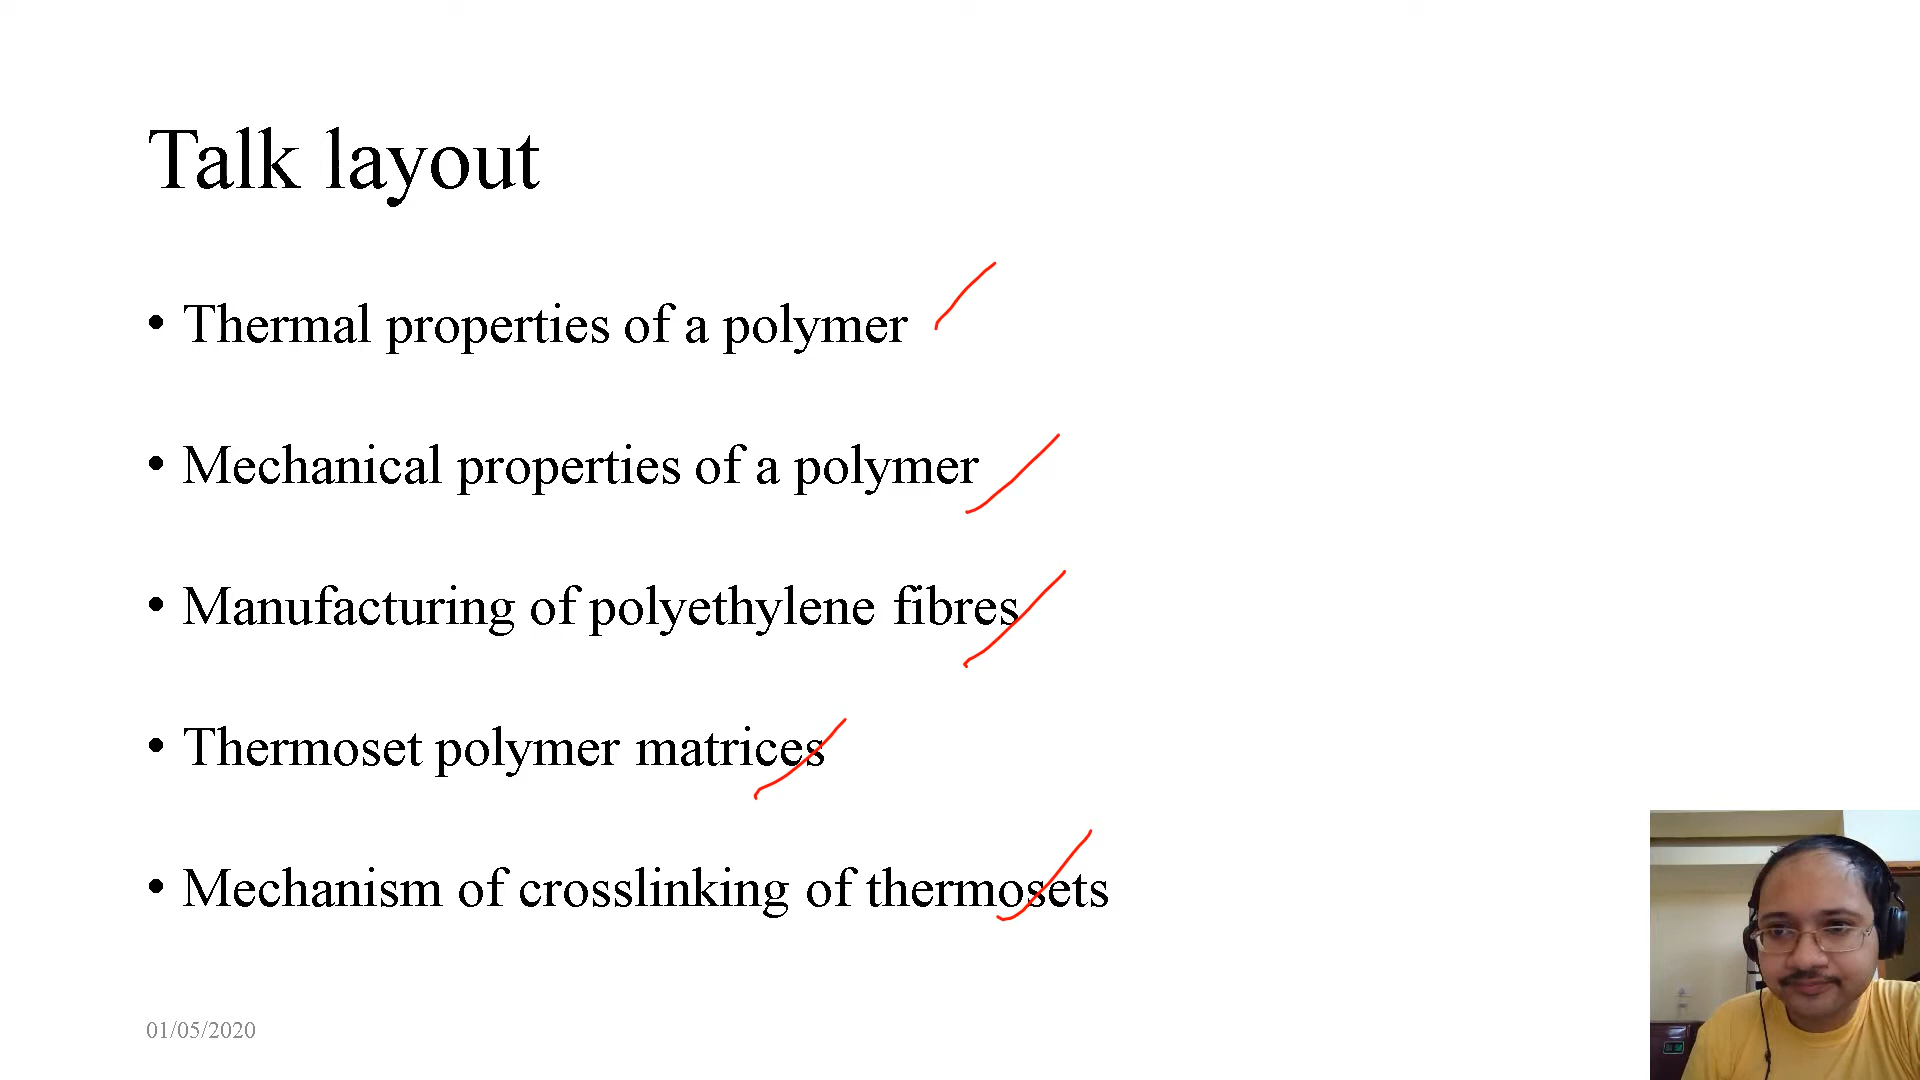 Talk layout
• Thermal properties of a polymer
• Mechanical properties of a polymer
• Manufacturing of polyethylene fibres
• Thermoset polymer matrices
• Mechanism of crosslinking of thermosets
01/05/2020